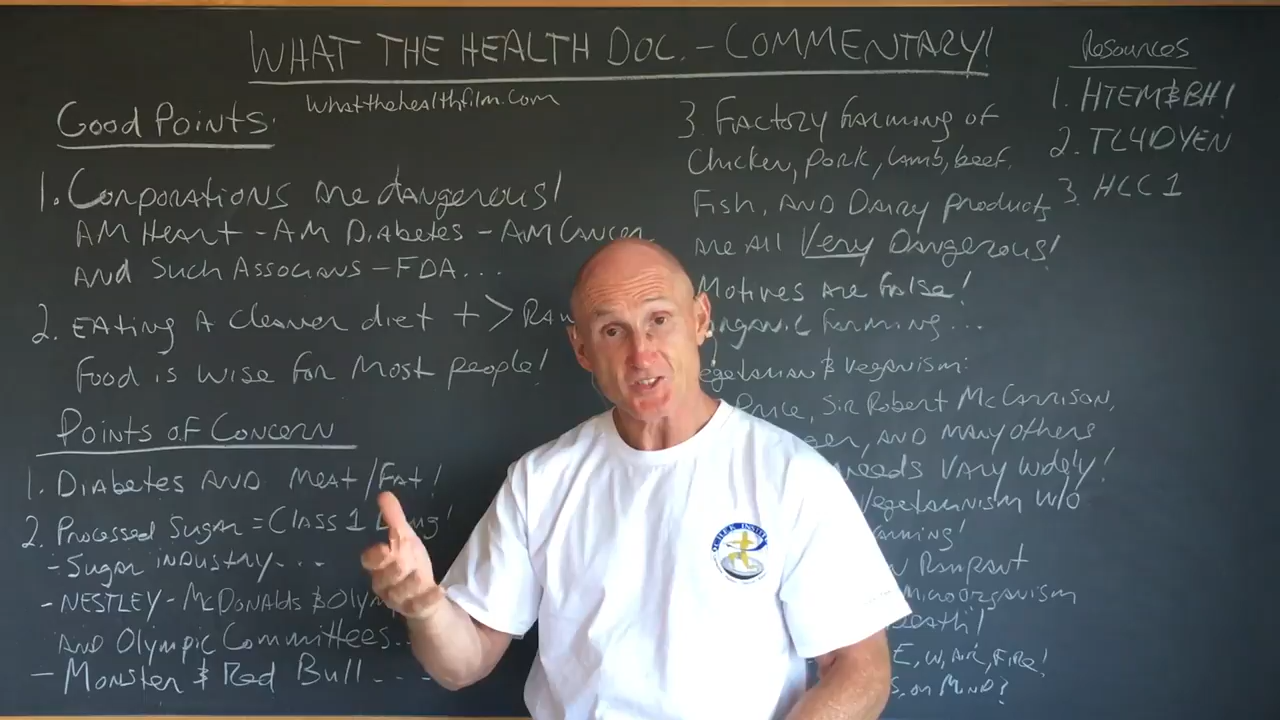 WHAT THE HEALTH DOC. - COMMENTARY!
whatthehealthfilm.com
Good Points:
1. Corporations are dangerous!
AM Heart - AM Diabetes - AM Cancer
And Such Associans - FDA...
2. Eating A Cleaner diet + > Raw
Food is wise for most people!
Points of Concern
1. Diabetes AND Meat/Fat!
2. Processed Sugar = Class 1
- Sugar industry...
- NESTLEY - McDonalds &
And Olympic Committees..
- Monster & Red Bull ....
3. Factory Farming of
Chicken, pork, lamb, beef,
Fish, AND Dairy products
are All Very Dangerous!
Motives are false!
farming...
& Veganism:
Price, Sir Robert McCarrison,
AND many others
needs vary widely!
Vegetarianism w/o
Rampant
Microorganism
Death!
E, W, Air, Fire!
or Mind?
Resources
1. HTEM&BH!
2. TL4DYEN
3. HCC 1